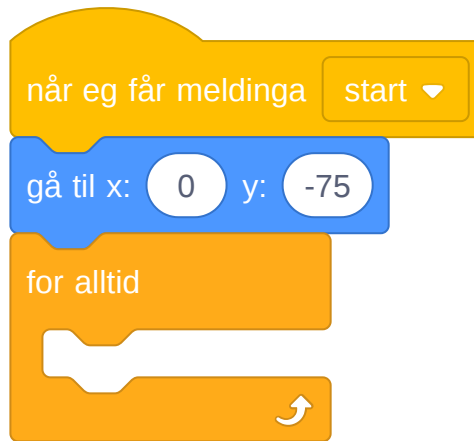 når eg får meldinga start
gå til x: 0 y: -75
for alltid